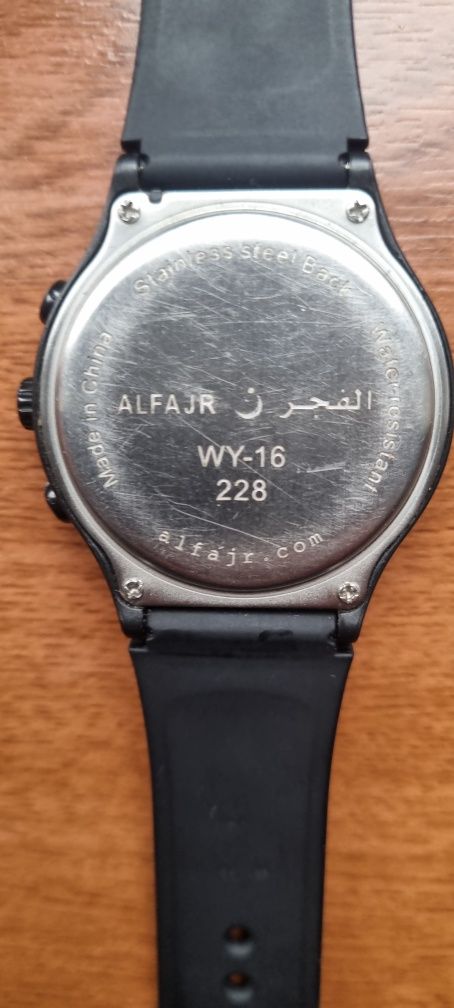 Stainless steel Back
Water resistant
Made in China
ALFAJR ن الفجر
WY-16
228
alfajr.com